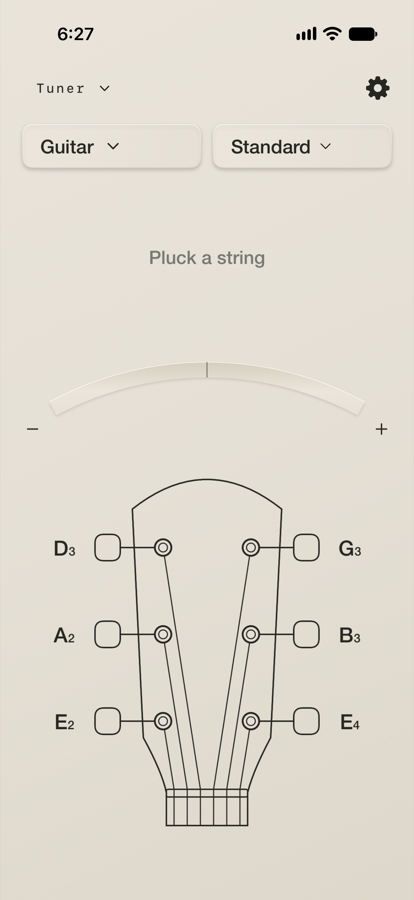 6:27
Tuner
Guitar Standard
Pluck a string
− +
D3 G3
A2 B3
E2 E4